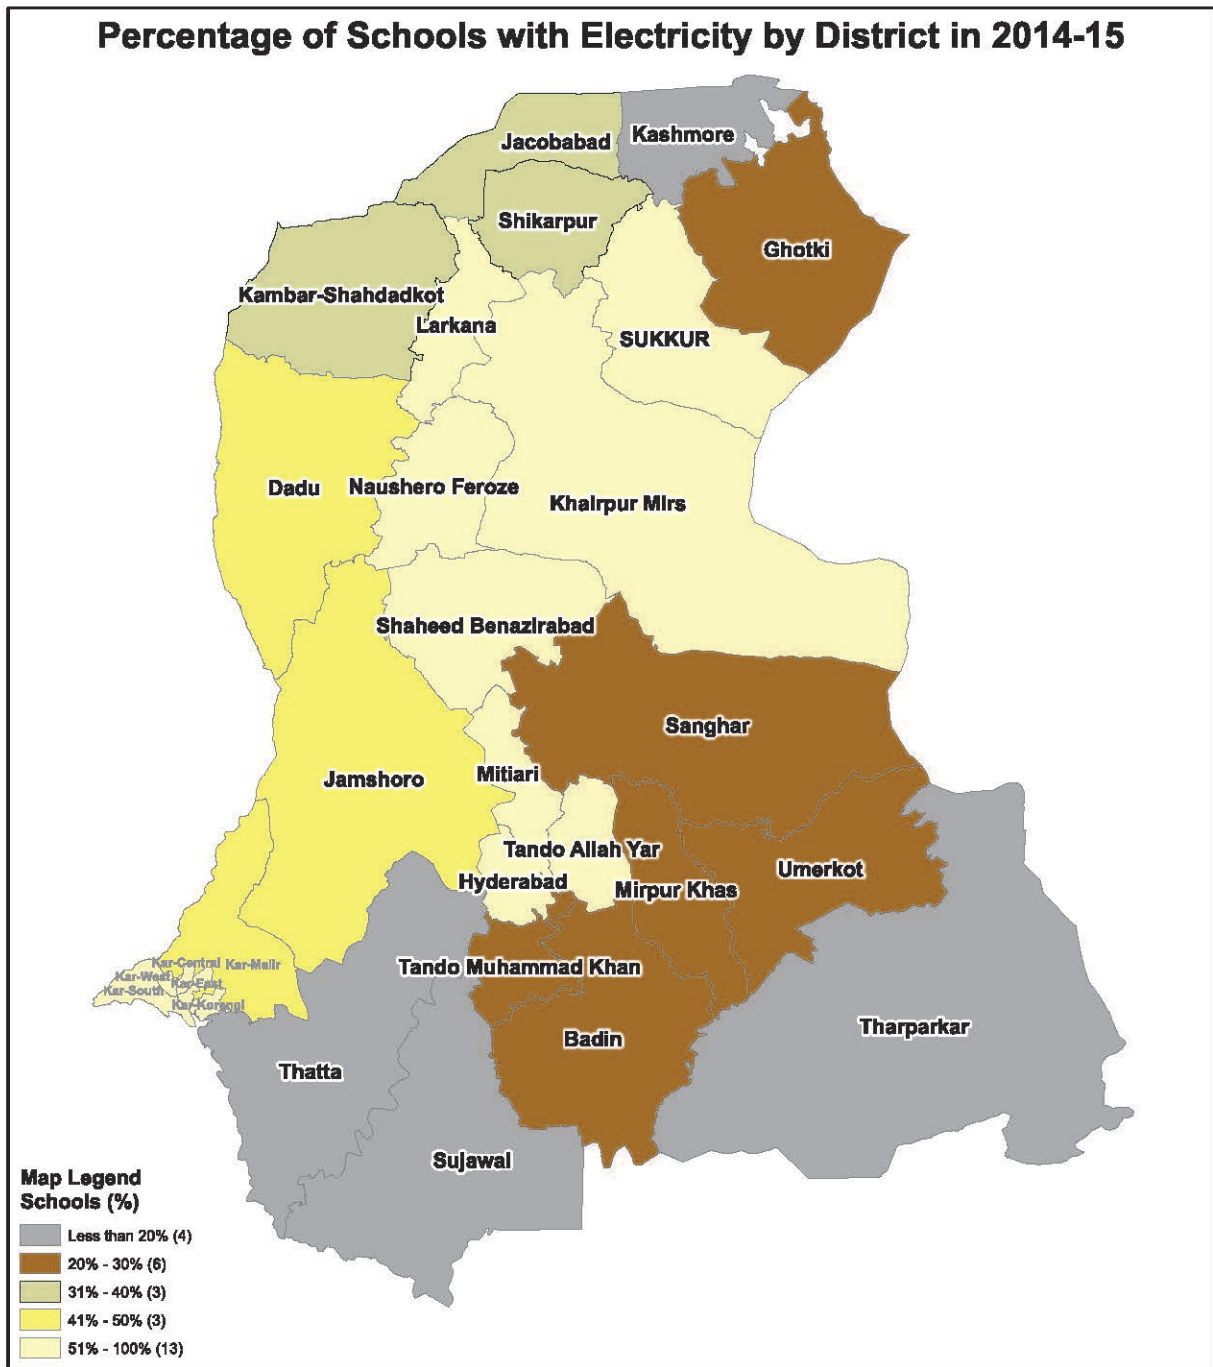 Percentage of Schools with Electricity by District in 2014-15
Kashmore
Jacobabad
Shikarpur
Ghotki
Kambar-Shahdadkot
Larkana
SUKKUR
Dadu
Naushero Feroze
Khairpur Mirs
Shaheed Benazirabad
Sanghar
Mitiari
Jamshoro
Tando Allah Yar
Umerkot
Hyderabad
Mirpur Khas
Kar-Central
Kar-Malir
Tando Muhammad Khan
Kar-West
Kar-East
Kar-South
Kar-Korangi
Tharparkar
Badin
Thatta
Sujawal
Map Legend
Schools (%)
Less than 20% (4)
20% - 30% (6)
31% - 40% (3)
41% - 50% (3)
51% - 100% (13)